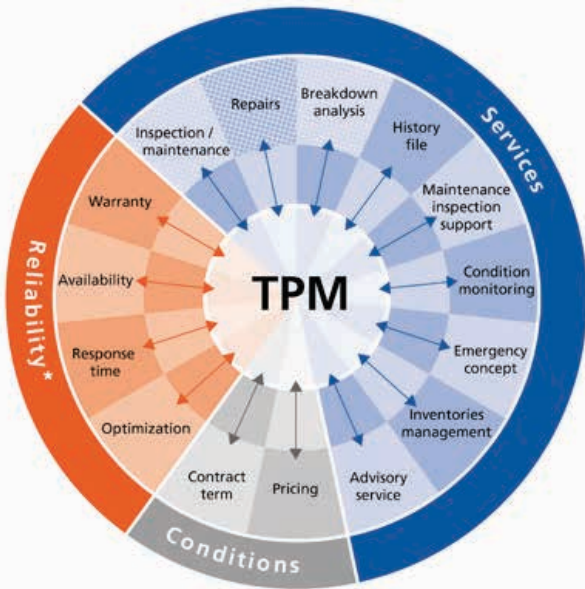 Services
Repairs
Breakdown
analysis
Inspection /
maintenance
History
file
Maintenance
inspection
support
Condition
monitoring
Emergency
concept
Inventories
management
Advisory
service
Conditions
Pricing
Contract
term
Reliability*
Optimization
Response
time
Availability
Warranty
TPM